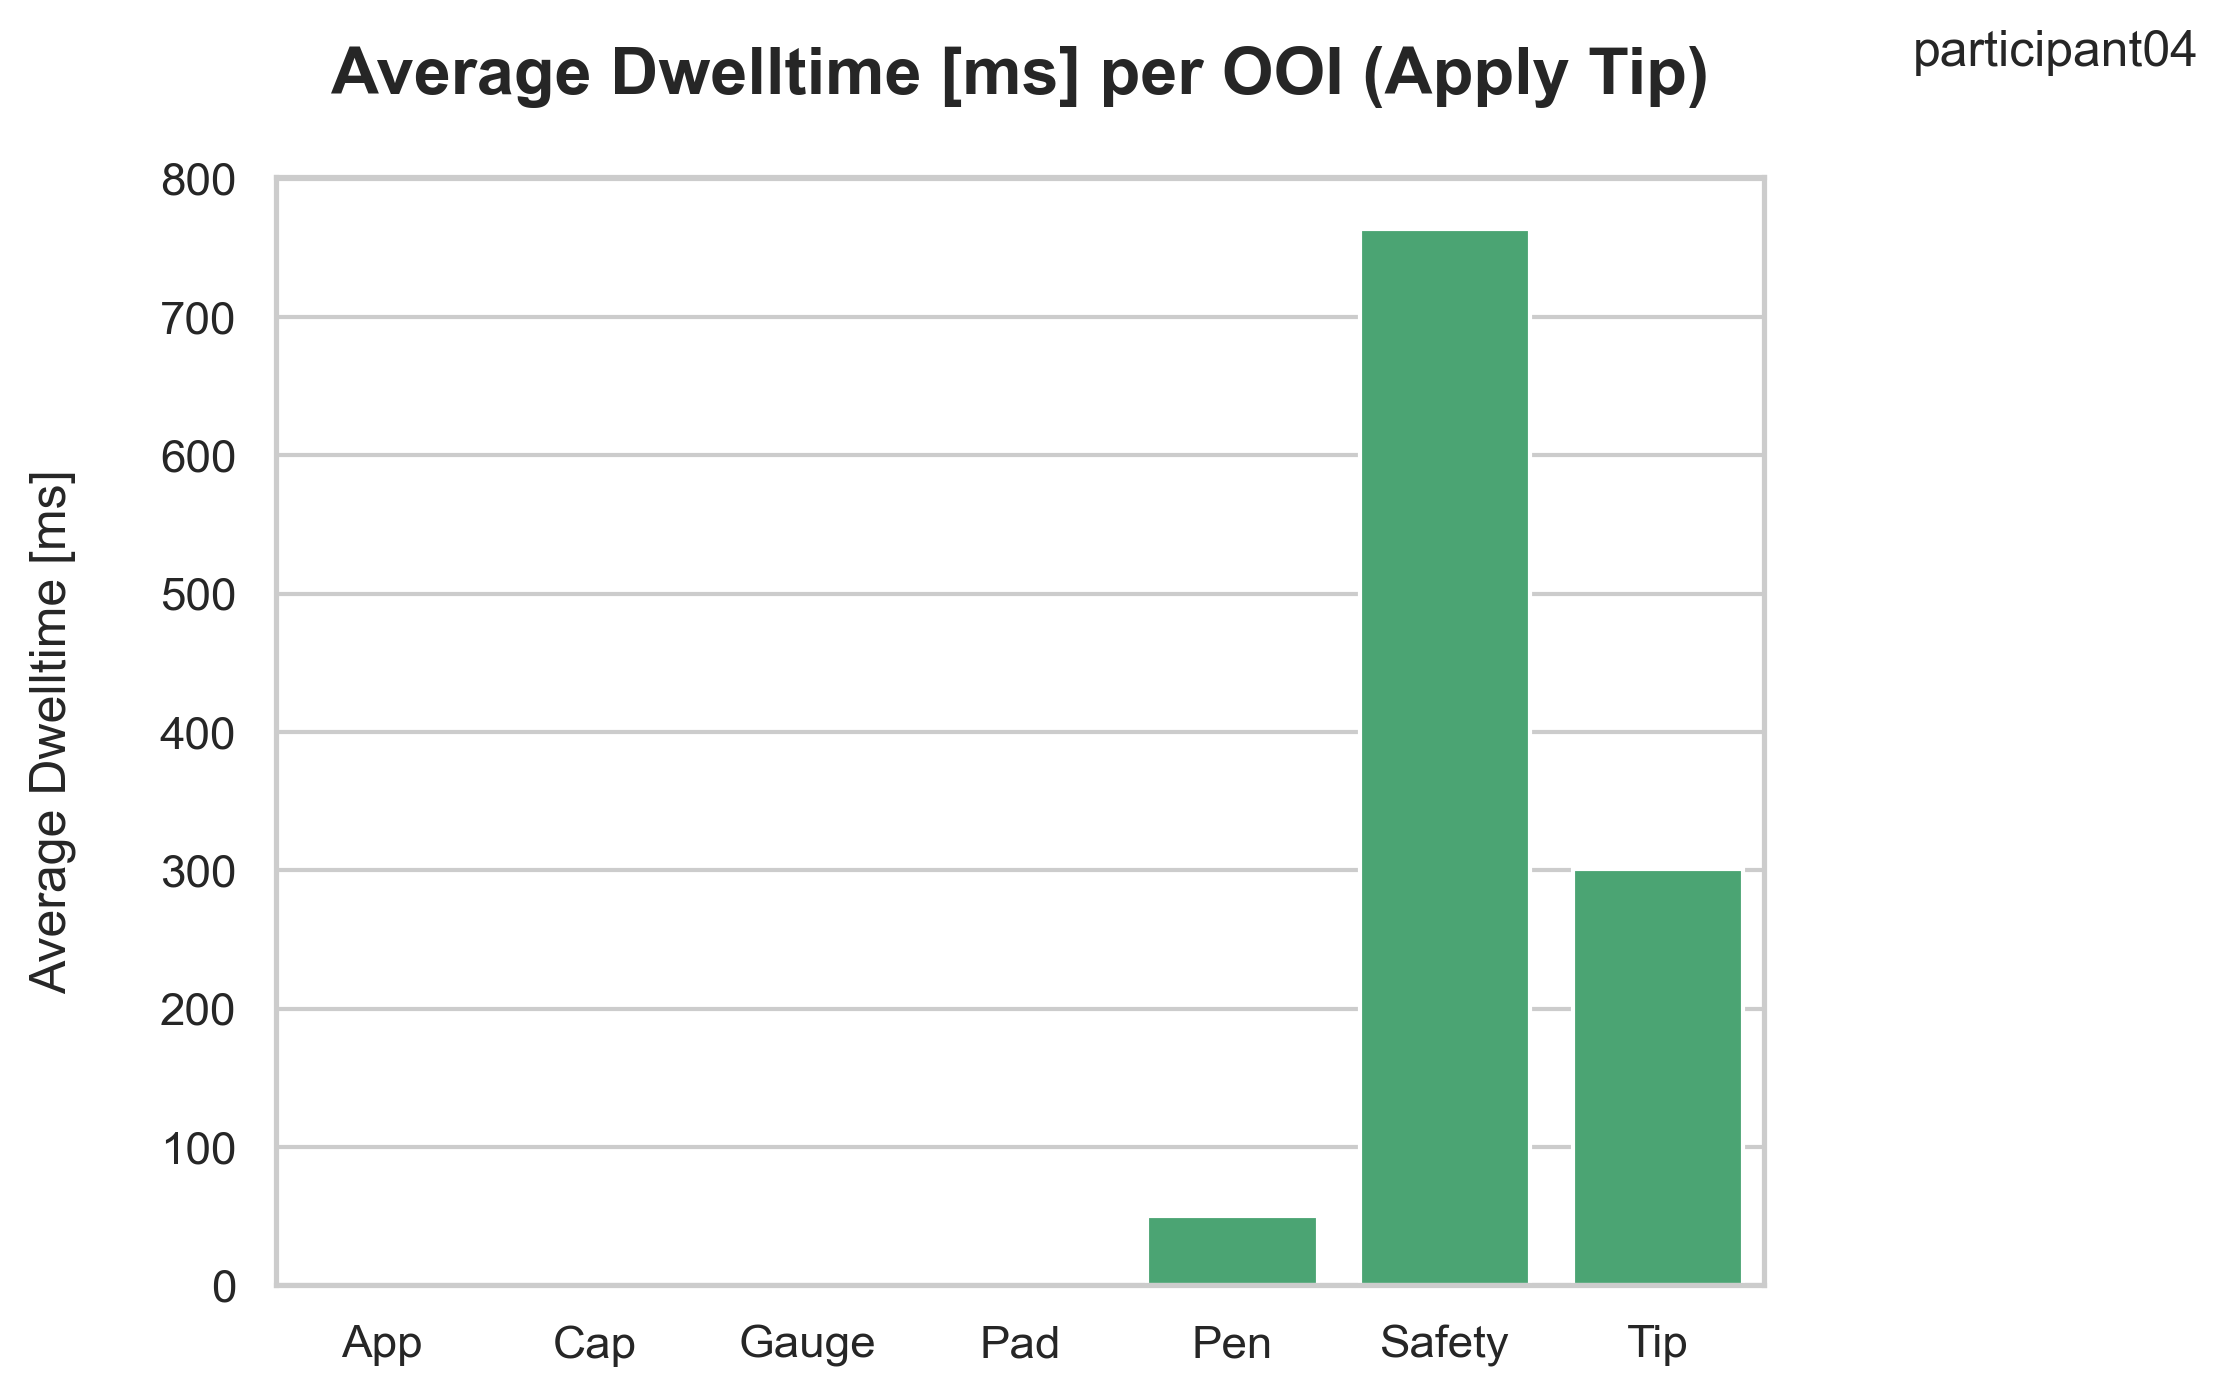 participant04
Average Dwelltime [ms] per OOI (Apply Tip)
Average Dwelltime [ms]
800
700
600
500
400
300
200
100
0
App Cap Gauge Pad Pen Safety Tip